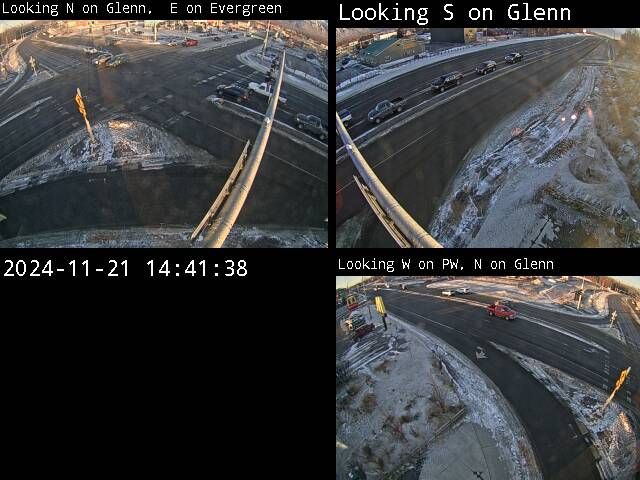 Looking N on Glenn,  E on Evergreen
Looking S on Glenn
2024-11-21 14:41:38
Looking W on PW, N on Glenn